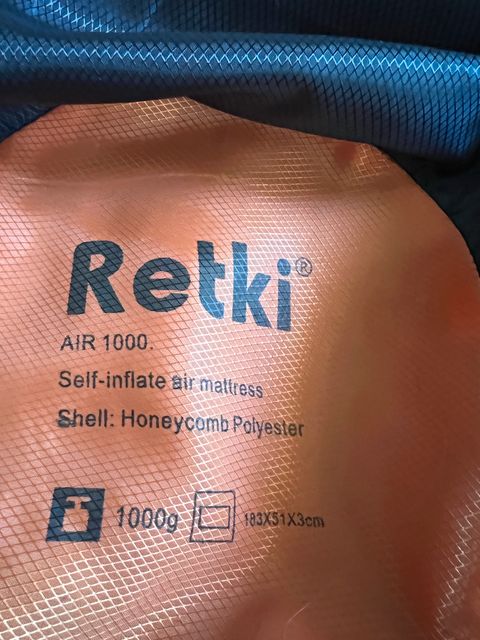 Retki®
AIR 1000.
Self-inflate air mattress
Shell: Honeycomb Polyester
1000g 183X51X3cm